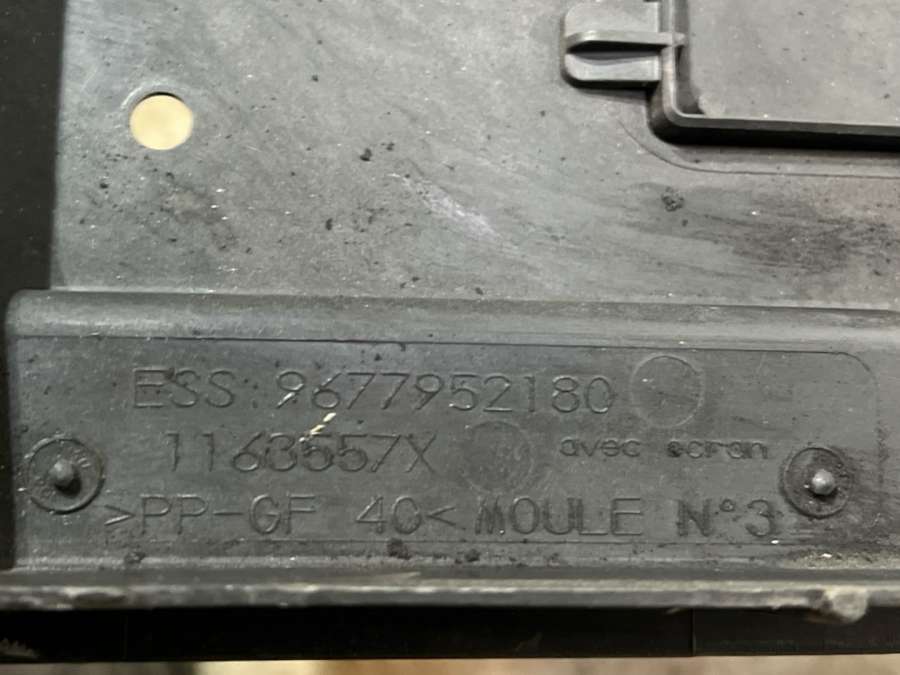 ESS 9677952180
1163557X
avec ecran
>PP-GF 40< MOULE N°3